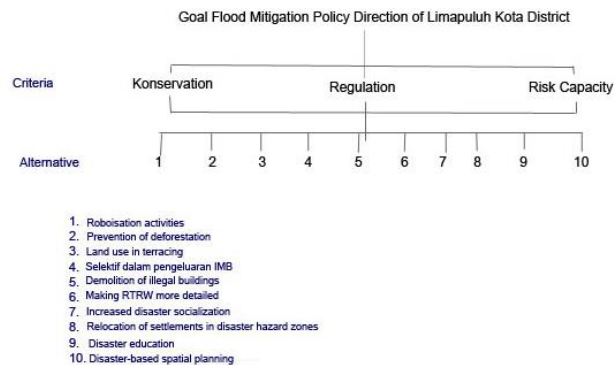 Goal Flood Mitigation Policy Direction of Limapuluh Kota District
Criteria Konservation Regulation Risk Capacity
Alternative 1 2 3 4 5 6 7 8 9 10
1. Roboisation activities
2. Prevention of deforestation
3. Land use in terracing
4. Selektif dalam pengeluaran IMB
5. Demolition of illegal buildings
6. Making RTRW more detailed
7. Increased disaster socialization
8. Relocation of settlements in disaster hazard zones
9. Disaster education
10. Disaster-based spatial planning